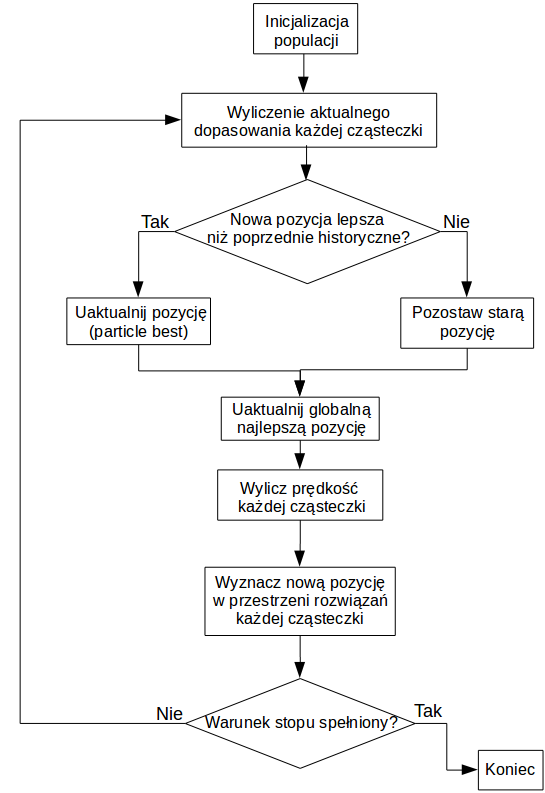 Inicjalizacja
populacji
Wyliczenie aktualnego
dopasowania każdej cząsteczki
Nowa pozycja lepsza
niż poprzednie historyczne?
Tak
Nie
Uaktualnij pozycję
(particle best)
Pozostaw starą
pozycję
Uaktualnij globalną
najlepszą pozycję
Wylicz prędkość
każdej cząsteczki
Wyznacz nową pozycję
w przestrzeni rozwiązań
każdej cząsteczki
Warunek stopu spełniony?
Nie
Tak
Koniec